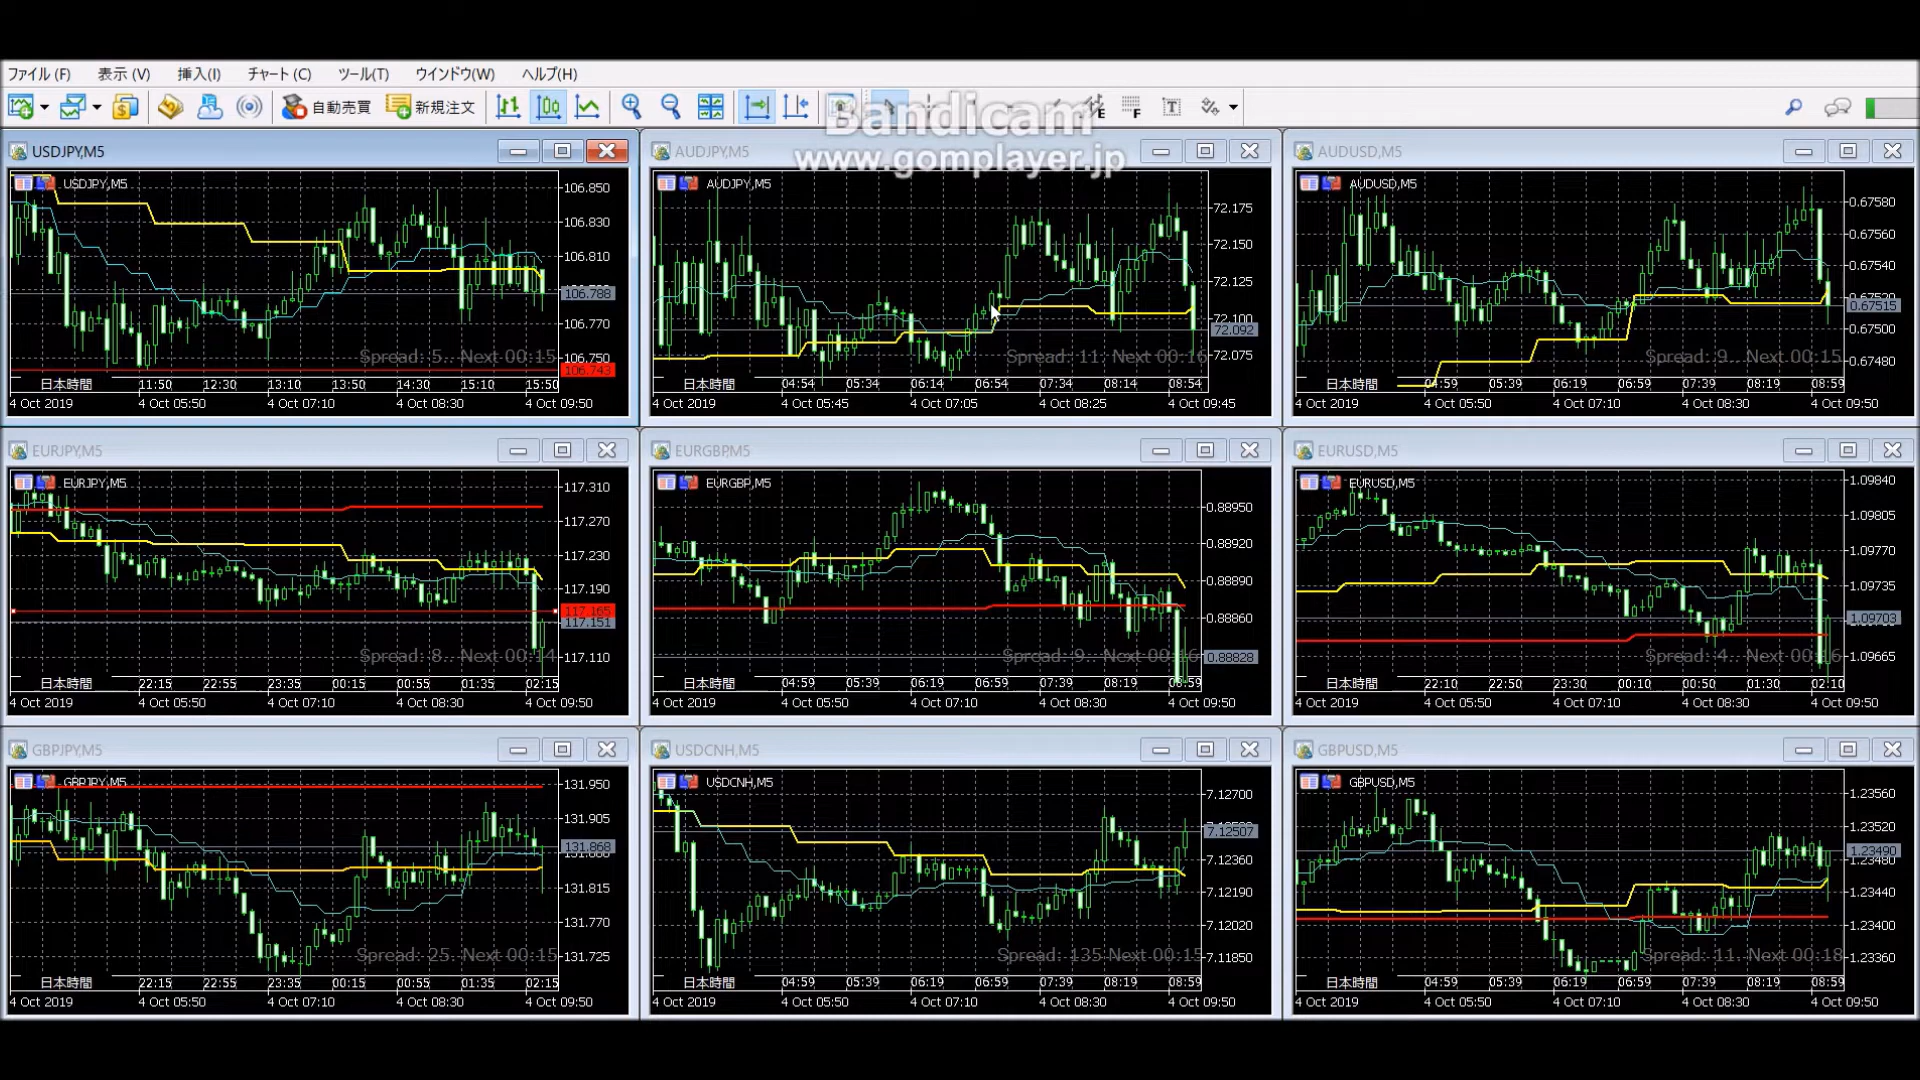 ファイル (F) 表示 (V) 挿入(I) チャート (C) ツール(T) ウインドウ(W) ヘルプ(H)
自動売買 新規注文
Bandicam
www.gomplayer.jp
USDJPY,M5
USDJPY,M5
106.850
106.830
106.810
106.788
106.770
106.750
106.743
Spread: 5.. Next 00:15
日本時間 11:50 12:30 13:10 13:50 14:30 15:10 15:50
4 Oct 2019 4 Oct 05:50 4 Oct 07:10 4 Oct 08:30 4 Oct 09:50
AUDJPY,M5
AUDJPY,M5
72.175
72.150
72.125
72.100
72.092
72.075
Spread: 11. Next 00:16
日本時間 04:54 05:34 06:14 06:54 07:34 08:14 08:54
4 Oct 2019 4 Oct 05:45 4 Oct 07:05 4 Oct 08:25 4 Oct 09:45
AUDUSD,M5
AUDUSD,M5
0.67580
0.67560
0.67540
0.67515
0.67500
0.67480
Spread: 9.. Next 00:15
日本時間 04:59 05:39 06:19 06:59 07:39 08:19 08:59
4 Oct 2019 4 Oct 05:50 4 Oct 07:10 4 Oct 08:30 4 Oct 09:50
EURJPY,M5
EURJPY,M5
117.310
117.270
117.230
117.190
117.165
117.151
117.110
Spread: 8.. Next 00:14
日本時間 22:15 22:55 23:35 00:15 00:55 01:35 02:15
4 Oct 2019 4 Oct 05:50 4 Oct 07:10 4 Oct 08:30 4 Oct 09:50
EURGBP,M5
EURGBP,M5
0.88950
0.88920
0.88890
0.88860
0.88828
Spread: 9.. Next 00:16
日本時間 04:59 05:39 06:19 06:59 07:39 08:19 08:59
4 Oct 2019 4 Oct 05:50 4 Oct 07:10 4 Oct 08:30 4 Oct 09:50
EURUSD,M5
EURUSD,M5
1.09840
1.09805
1.09770
1.09735
1.09703
1.09665
Spread: 4.. Next 00:16
日本時間 22:10 22:50 23:30 00:10 00:50 01:30 02:10
4 Oct 2019 4 Oct 05:50 4 Oct 07:10 4 Oct 08:30 4 Oct 09:50
GBPJPY,M5
GBPJPY,M5
131.950
131.905
131.868
131.815
131.770
131.725
Spread: 25. Next 00:15
日本時間 22:15 22:55 23:35 00:15 00:55 01:35 02:15
4 Oct 2019 4 Oct 05:50 4 Oct 07:10 4 Oct 08:30 4 Oct 09:50
USDCNH,M5
USDCNH,M5
7.12700
7.12507
7.12360
7.12190
7.12020
7.11850
Spread: 135 Next 00:15
日本時間 04:59 05:39 06:19 06:59 07:39 08:19 08:59
4 Oct 2019 4 Oct 05:50 4 Oct 07:10 4 Oct 08:30 4 Oct 09:50
GBPUSD,M5
GBPUSD,M5
1.23560
1.23520
1.23490
1.23480
1.23440
1.23400
1.23360
Spread: 11.. Next 00:18
日本時間 04:59 05:39 06:19 06:59 07:39 08:19 08:59
4 Oct 2019 4 Oct 05:50 4 Oct 07:10 4 Oct 08:30 4 Oct 09:50